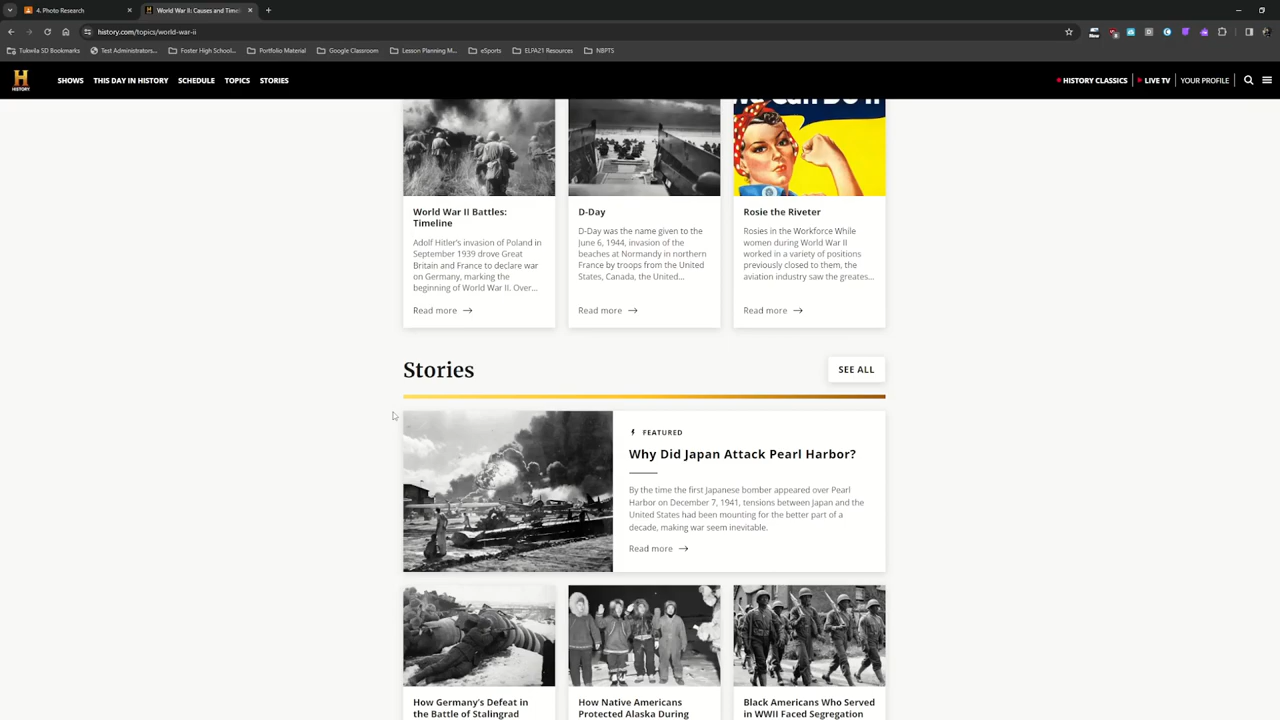 4. Photo Research
World War II: Causes and Timel
history.com/topics/world-war-ii
Tukwila SD Bookmarks
Test Administrators...
Foster High School...
Portfolio Material
Google Classroom
Lesson Planning M...
eSports
ELPA21 Resources
NBPTS
H HISTORY
SHOWS
THIS DAY IN HISTORY
SCHEDULE
TOPICS
STORIES
HISTORY CLASSICS
LIVE TV
YOUR PROFILE
We Can Do It!
World War II Battles:
Timeline
Adolf Hitler's invasion of Poland in
September 1939 drove Great
Britain and France to declare war
on Germany, marking the
beginning of World War II. Over...
Read more
D-Day
D-Day was the name given to the
June 6, 1944, invasion of the
beaches at Normandy in northern
France by troops from the United
States, Canada, the United...
Read more
Rosie the Riveter
Rosies in the Workforce While
women during World War II
worked in a variety of positions
previously closed to them, the
aviation industry saw the greates...
Read more
Stories
SEE ALL
FEATURED
Why Did Japan Attack Pearl Harbor?
By the time the first Japanese bomber appeared over Pearl
Harbor on December 7, 1941, tensions between Japan and the
United States had been mounting for the better part of a
decade, making war seem inevitable.
Read more
How Germany's Defeat in
the Battle of Stalingrad
How Native Americans
Protected Alaska During
Black Americans Who Served
in WWII Faced Segregation